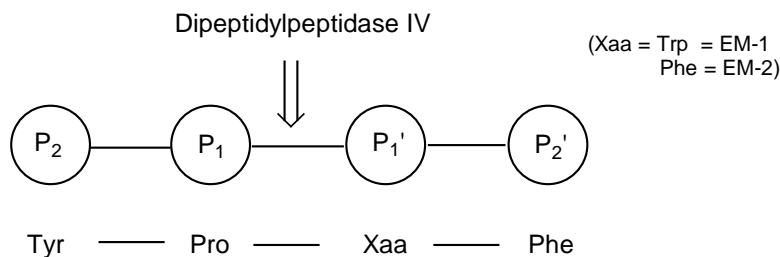 Dipeptidylpeptidase IV
(Xaa = Trp = EM-1
Phe = EM-2)
P2 P1 P1' P2'
Tyr Pro Xaa Phe